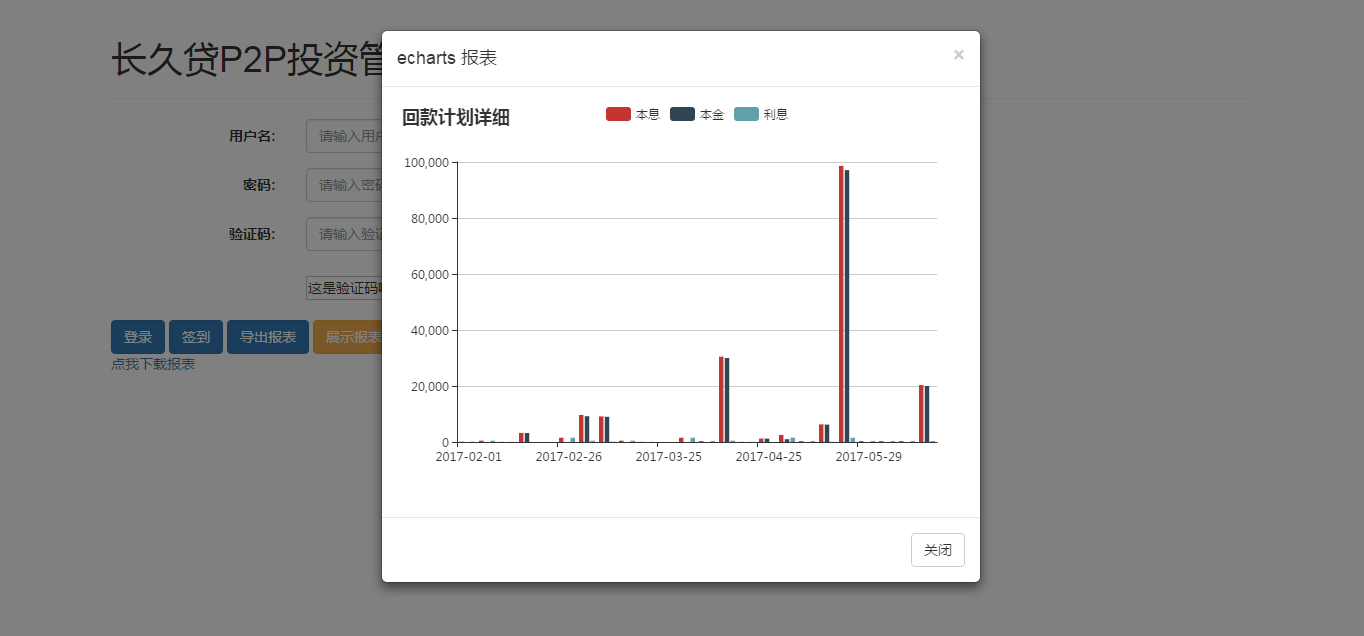 长久贷P2P投资管
用户名:
请输入用户
密码:
请输入密码
验证码:
请输入验证
这是验证码
登录 签到 导出报表 展示报表
点我下载报表
echarts 报表 ×
回款计划详细
本息 本金 利息
100,000
80,000
60,000
40,000
20,000
0
2017-02-01 2017-02-26 2017-03-25 2017-04-25 2017-05-29
关闭